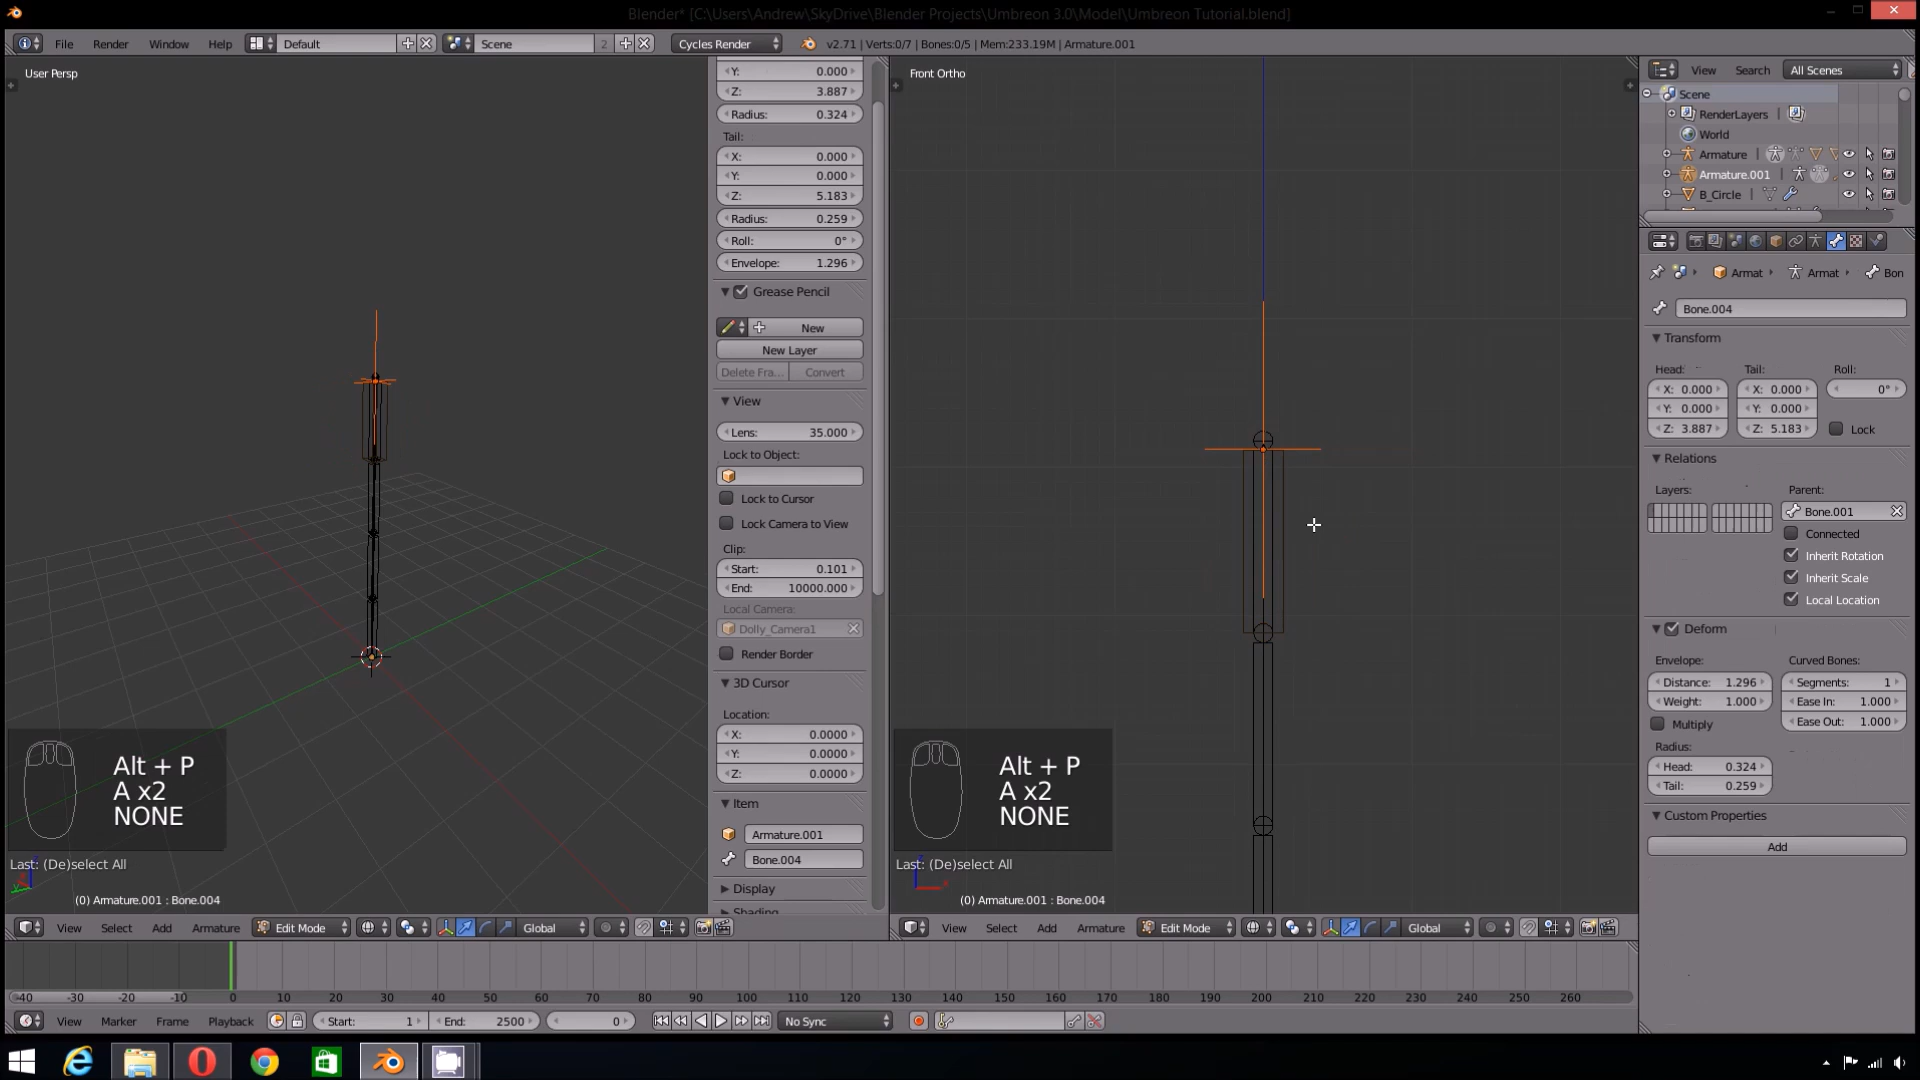 Blender* [C:\Users\Andrew\SkyDrive\Blender Projects\Umbreon 3.0\Model\Umbreon Tutorial.blend]
File Render Window Help Default Scene 2 Cycles Render v2.71 | Verts:0/7 | Bones:0/5 | Mem:233.19M | Armature.001
User Persp
Y: 0.000
Z: 3.887
Radius: 0.324
Tail:
X: 0.000
Y: 0.000
Z: 5.183
Radius: 0.259
Roll: 0°
Envelope: 1.296
Grease Pencil
New
New Layer
Delete Fra... Convert
View
Lens: 35.000
Lock to Object:
Lock to Cursor
Lock Camera to View
Clip:
Start: 0.101
End: 10000.000
Local Camera:
Dolly_Camera1
Render Border
3D Cursor
Location:
X: 0.0000
Y: 0.0000
Z: 0.0000
Item
Armature.001
Bone.004
Display
Shading
Alt + P
A x2
NONE
Last: (De)select All
(0) Armature.001 : Bone.004
View Select Add Armature Edit Mode Global
Front Ortho
Alt + P
A x2
NONE
Last: (De)select All
(0) Armature.001 : Bone.004
View Select Add Armature Edit Mode Global
View Search All Scenes
Scene
RenderLayers
World
Armature
Armature.001
B_Circle
Armat Armat Bon
Bone.004
Transform
Head: Tail: Roll:
X: 0.000 X: 0.000 0°
Y: 0.000 Y: 0.000
Z: 3.887 Z: 5.183 Lock
Relations
Layers: Parent:
Bone.001
Connected
Inherit Rotation
Inherit Scale
Local Location
Deform
Envelope: Curved Bones:
Distance: 1.296 Segments: 1
Weight: 1.000 Ease In: 1.000
Multiply Ease Out: 1.000
Radius:
Head: 0.324
Tail: 0.259
Custom Properties
Add
-40 -30 -20 -10 0 10 20 30 40 50 60 70 80 90 100 110 120 130 140 150 160 170 180 190 200 210 220 230 240 250 260
View Marker Frame Playback Start: 1 End: 2500 0 No Sync